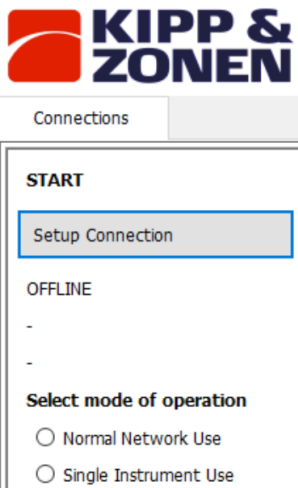 KIPP &
ZONEN
Connections
START
Setup Connection
OFFLINE
-
-
Select mode of operation
Normal Network Use
Single Instrument Use